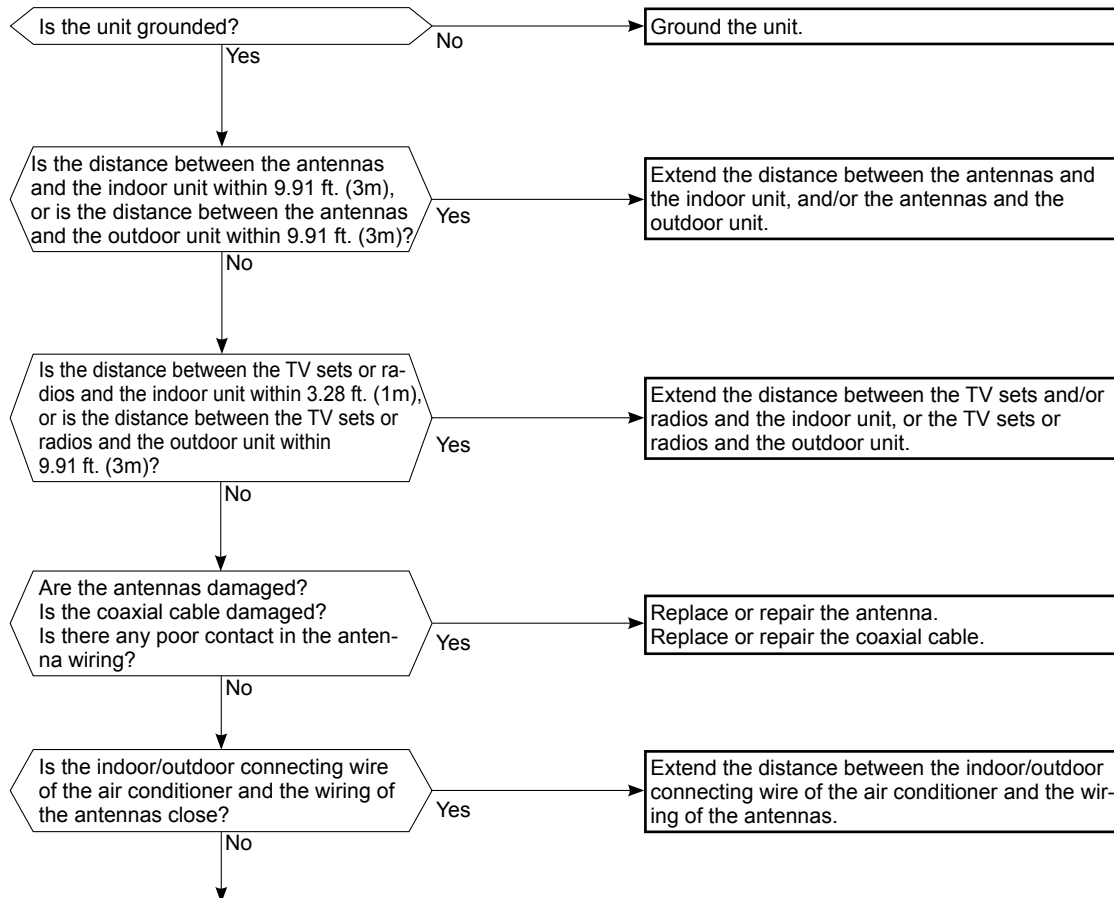 Is the unit grounded?
No
Ground the unit.
Yes
Is the distance between the antennas
and the indoor unit within 9.91 ft. (3m),
or is the distance between the antennas
and the outdoor unit within 9.91 ft. (3m)?
Yes
Extend the distance between the antennas and
the indoor unit, and/or the antennas and the
outdoor unit.
No
Is the distance between the TV sets or ra-
dios and the indoor unit within 3.28 ft. (1m),
or is the distance between the TV sets or
radios and the outdoor unit within
9.91 ft. (3m)?
Yes
Extend the distance between the TV sets and/or
radios and the indoor unit, or the TV sets or
radios and the outdoor unit.
No
Are the antennas damaged?
Is the coaxial cable damaged?
Is there any poor contact in the anten-
na wiring?
Yes
Replace or repair the antenna.
Replace or repair the coaxial cable.
No
Is the indoor/outdoor connecting wire
of the air conditioner and the wiring of
the antennas close?
Yes
Extend the distance between the indoor/outdoor
connecting wire of the air conditioner and the wir-
ing of the antennas.
No